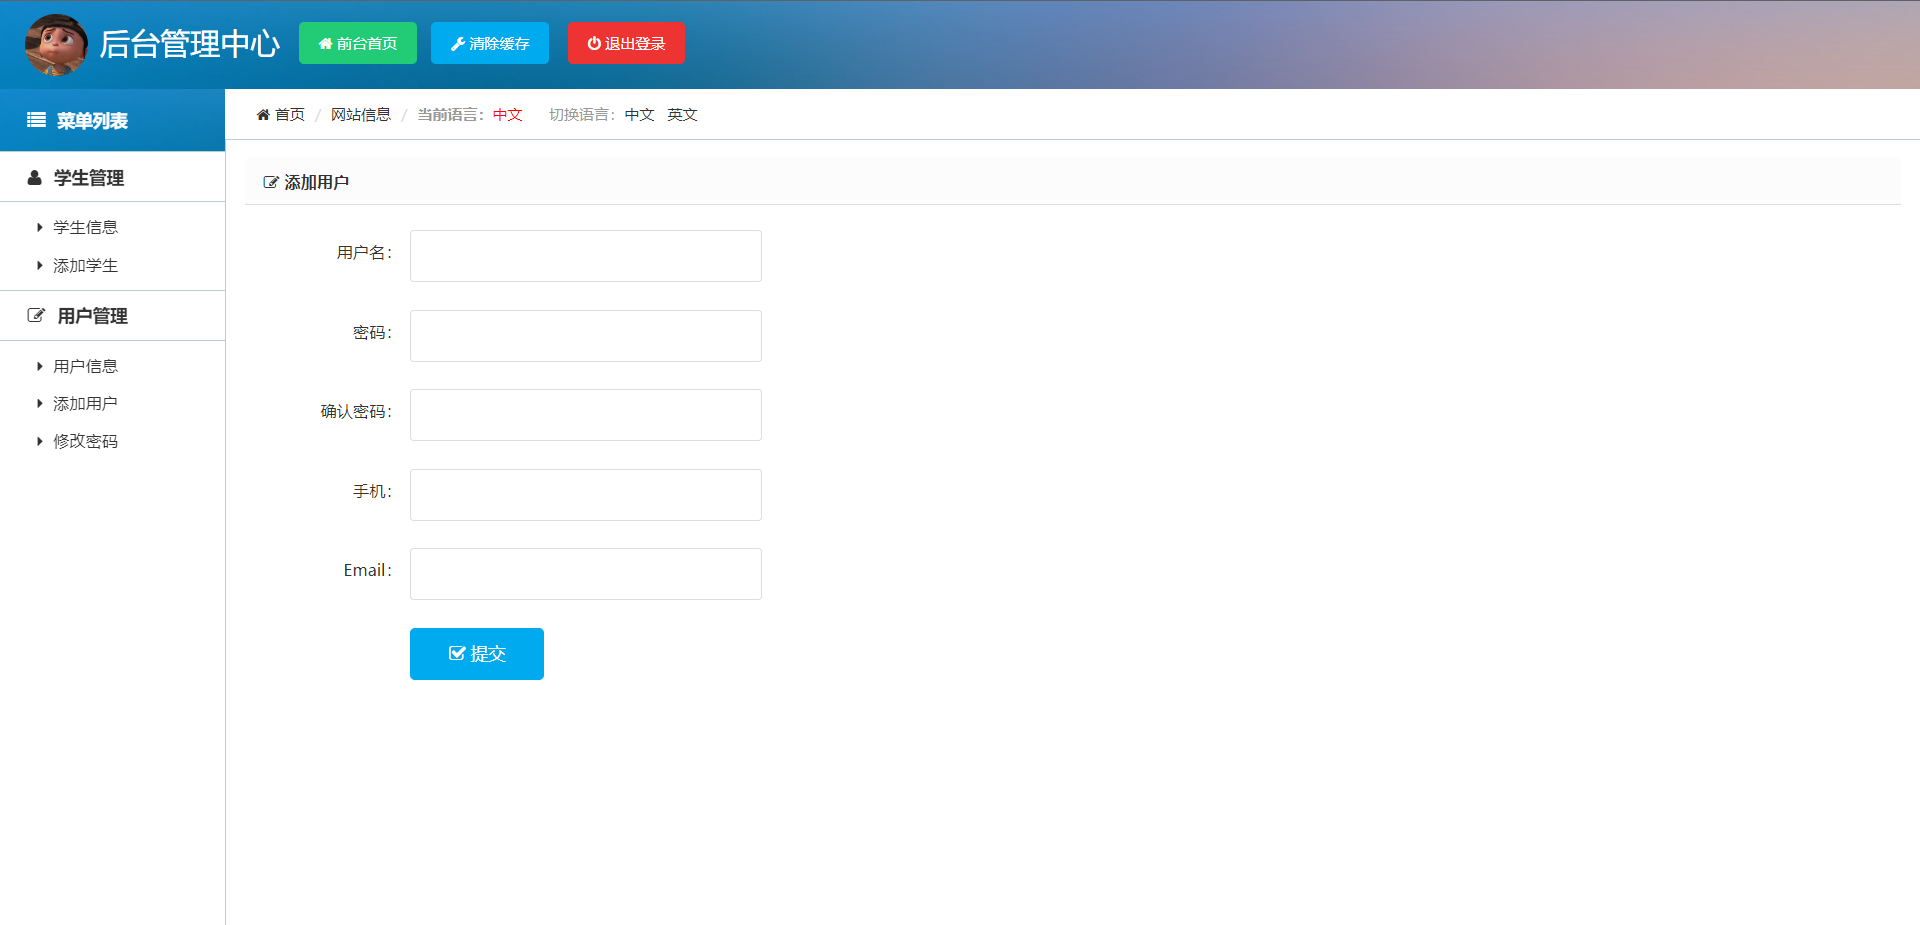 后台管理中心 前台首页 清除缓存 退出登录
菜单列表
首页 / 网站信息 / 当前语言：中文 切换语言：中文 英文
学生管理
学生信息
添加学生
用户管理
用户信息
添加用户
修改密码
添加用户
用户名：
密码：
确认密码：
手机：
Email：
提交